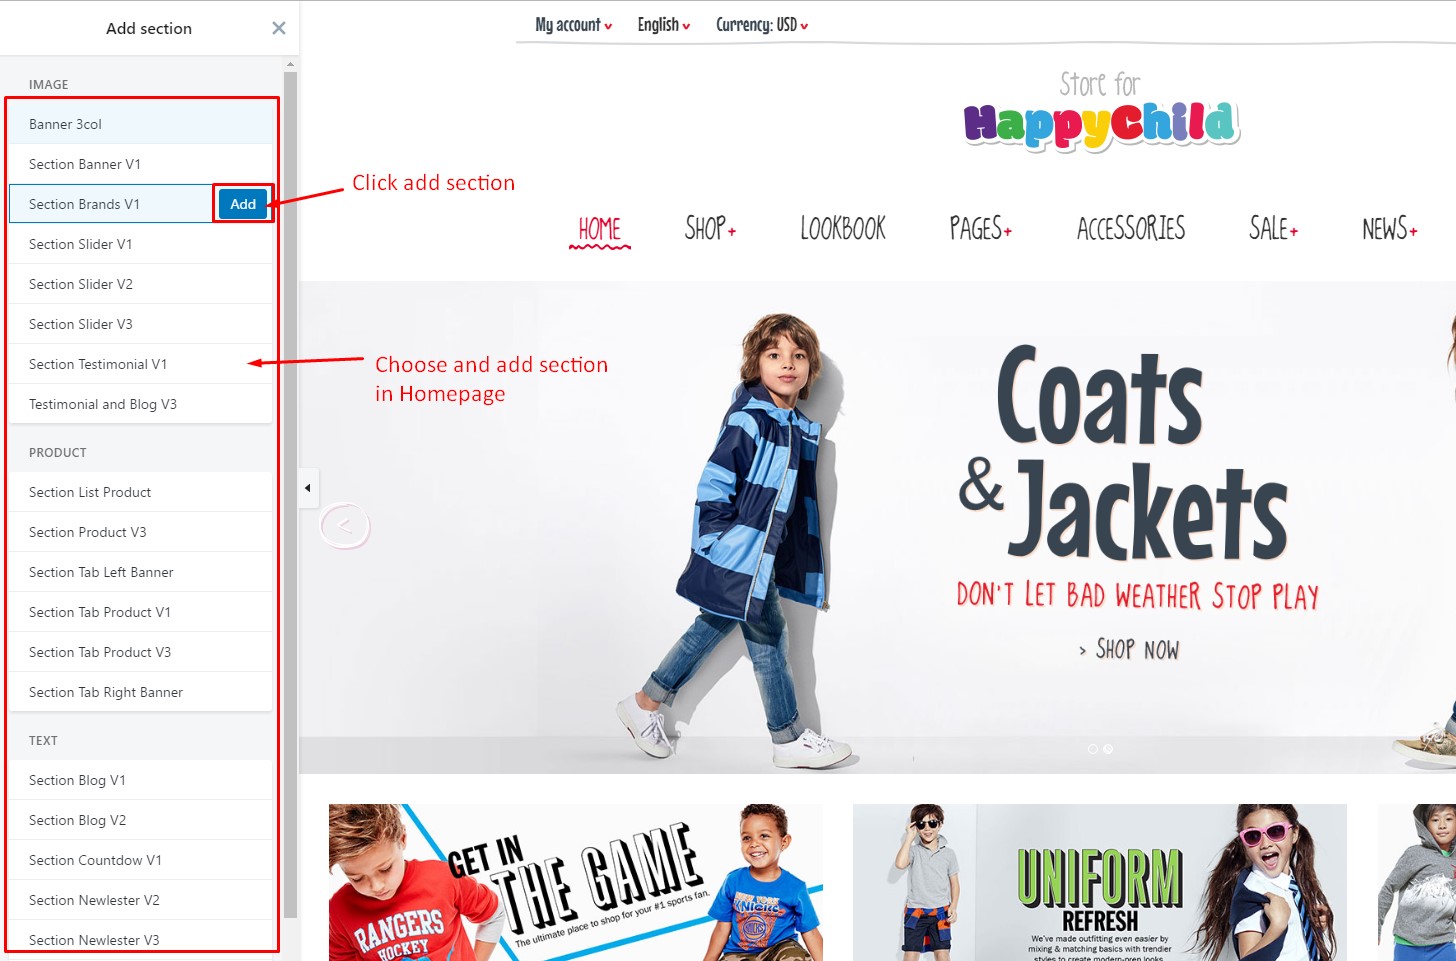 Add section
IMAGE
Banner 3col
Section Banner V1
Section Brands V1
Add
Section Slider V1
Section Slider V2
Section Slider V3
Section Testimonial V1
Testimonial and Blog V3
PRODUCT
Section List Product
Section Product V3
Section Tab Left Banner
Section Tab Product V1
Section Tab Product V3
Section Tab Right Banner
TEXT
Section Blog V1
Section Blog V2
Section Countdow V1
Section Newlester V2
Section Newlester V3
Click add section
Choose and add section
in Homepage
My account
English
Currency: USD
Store for
HappyChild
HOME
SHOP+
LOOKBOOK
PAGES+
ACCESSORIES
SALE+
NEWS+
Coats
& Jackets
DON'T LET BAD WEATHER STOP PLAY
> SHOP NOW
GET IN
THE GAME
The ultimate place to shop for your #1 sports fan.
RANGERS
HOCKEY
NEW YORK
KNICKS
UNIFORM
REFRESH
We've made outfitting even easier by
mixing & matching basics with trendier
styles to create modern-prep looks